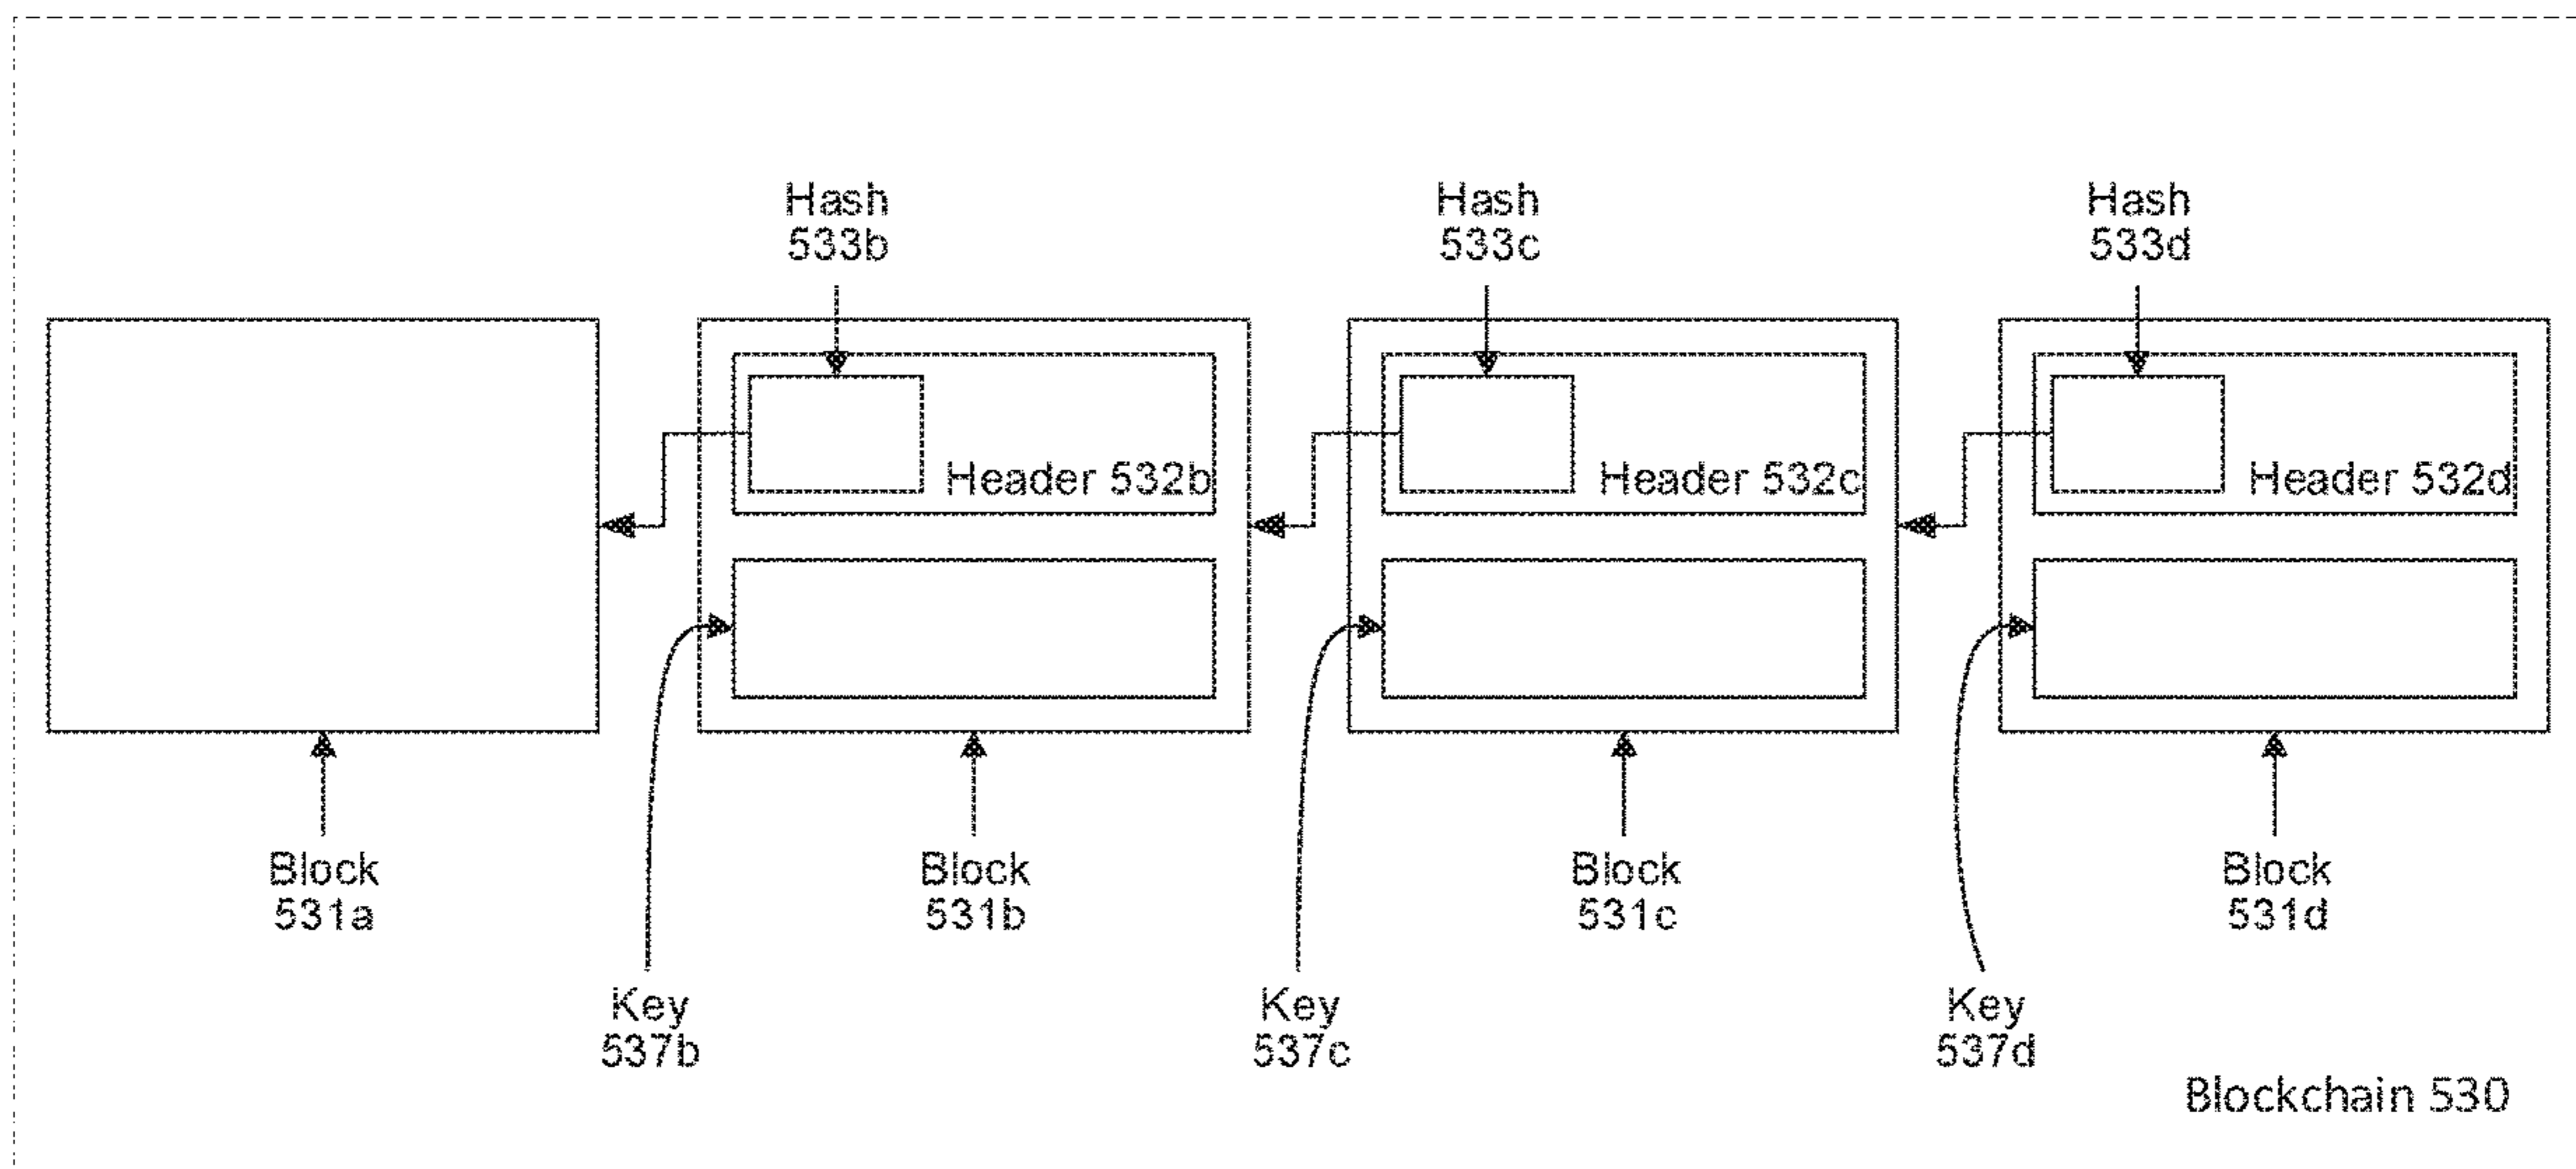 Hash
533b
Hash
533c
Hash
533d
Header 532b
Header 532c
Header 532d
Block
531a
Block
531b
Block
531c
Block
531d
Key
537b
Key
537c
Key
537d
Blockchain 530